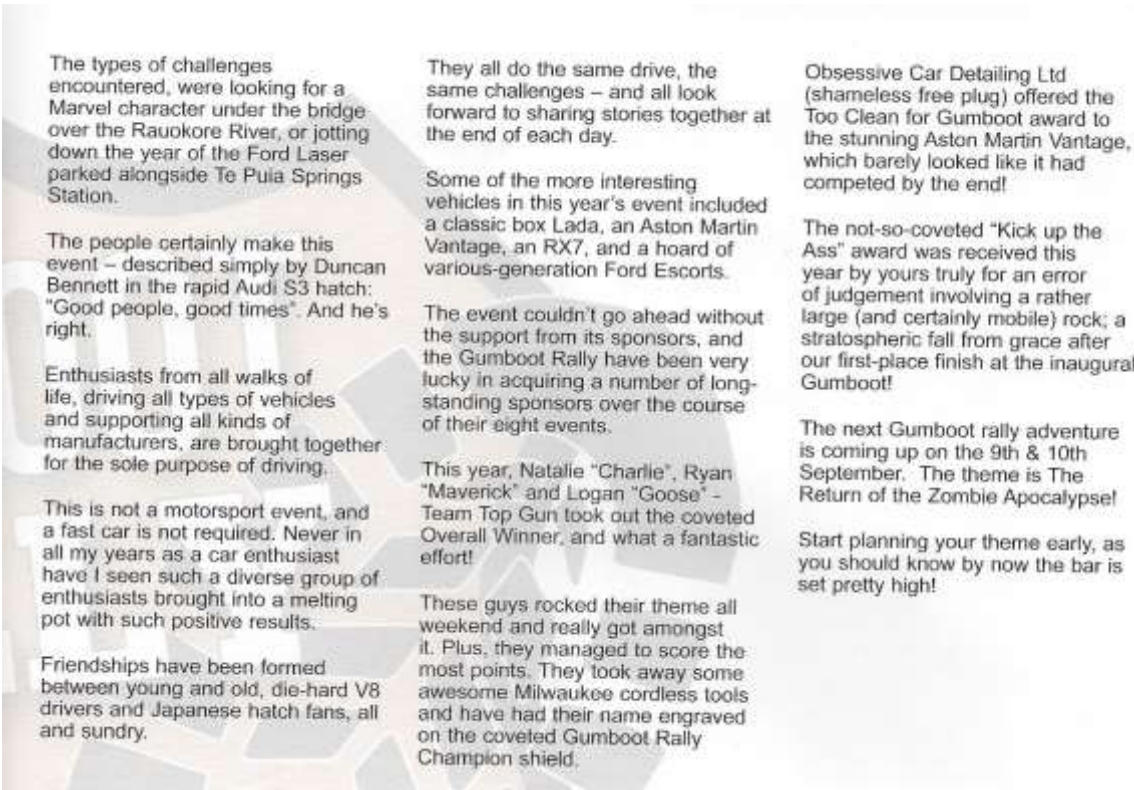 The types of challenges
encountered, were looking for a
Marvel character under the bridge
over the Rauokore River, or jotting
down the year of the Ford Laser
parked alongside Te Puia Springs
Station.
The people certainly make this
event – described simply by Duncan
Bennett in the rapid Audi S3 hatch:
"Good people, good times". And he's
right.
Enthusiasts from all walks of
life, driving all types of vehicles
and supporting all kinds of
manufacturers, are brought together
for the sole purpose of driving.
This is not a motorsport event, and
a fast car is not required. Never in
all my years as a car enthusiast
have I seen such a diverse group of
enthusiasts brought into a melting
pot with such positive results.
Friendships have been formed
between young and old, die-hard V8
drivers and Japanese hatch fans, all
and sundry.
They all do the same drive, the
same challenges – and all look
forward to sharing stories together at
the end of each day.
Some of the more interesting
vehicles in this year's event included
a classic box Lada, an Aston Martin
Vantage, an RX7, and a hoard of
various-generation Ford Escorts.
The event couldn't go ahead without
the support from its sponsors, and
the Gumboot Rally have been very
lucky in acquiring a number of long-
standing sponsors over the course
of their eight events.
This year, Natalie "Charlie", Ryan
"Maverick" and Logan "Goose" -
Team Top Gun took out the coveted
Overall Winner, and what a fantastic
effort!
These guys rocked their theme all
weekend and really got amongst
it. Plus, they managed to score the
most points. They took away some
awesome Milwaukee cordless tools
and have had their name engraved
on the coveted Gumboot Rally
Champion shield.
Obsessive Car Detailing Ltd
(shameless free plug) offered the
Too Clean for Gumboot award to
the stunning Aston Martin Vantage,
which barely looked like it had
competed by the end!
The not-so-coveted "Kick up the
Ass" award was received this
year by yours truly for an error
of judgement involving a rather
large (and certainly mobile) rock; a
stratospheric fall from grace after
our first-place finish at the inaugural
Gumboot!
The next Gumboot rally adventure
is coming up on the 9th & 10th
September. The theme is The
Return of the Zombie Apocalypse!
Start planning your theme early, as
you should know by now the bar is
set pretty high!